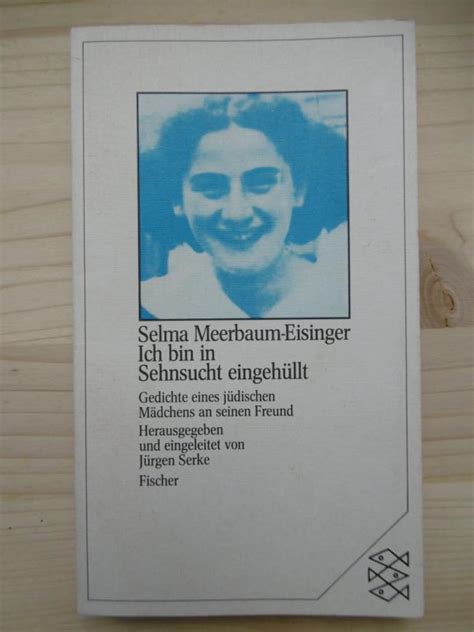 Selma Meerbaum-Eisinger
Ich bin in
Sehnsucht eingehüllt
Gedichte eines jüdischen
Mädchens an seinen Freund
Herausgegeben
und eingeleitet von
Jürgen Serke
Fischer